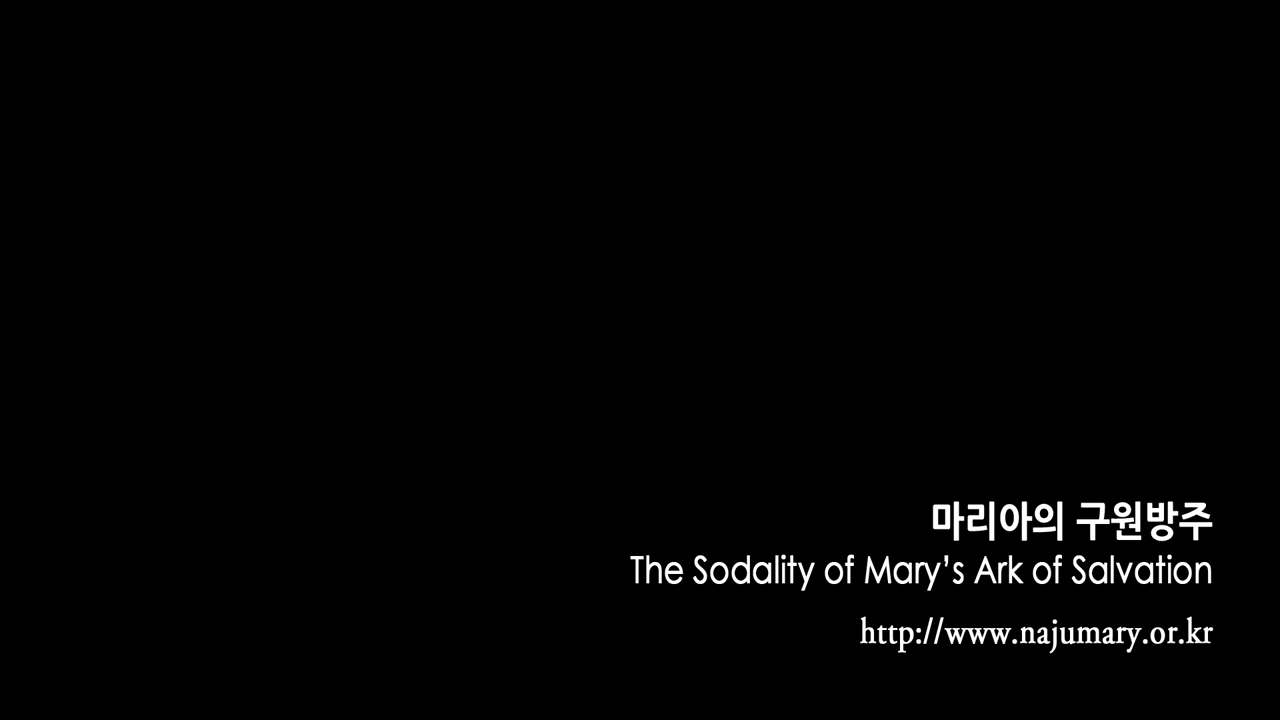 마리아의 구원방주
The Sodality of Mary’s Ark of Salvation
http://www.najumary.or.kr